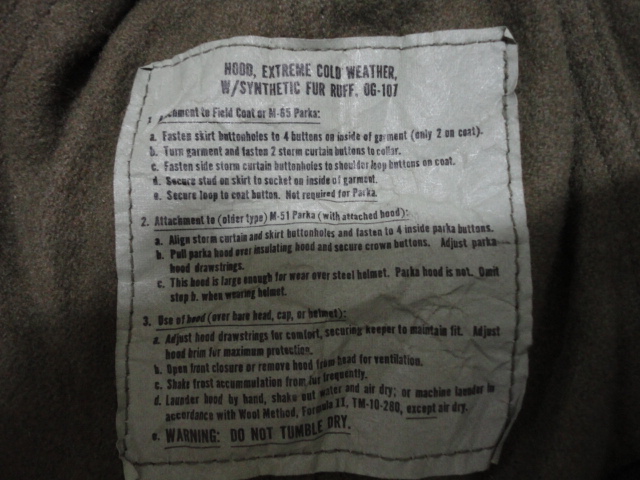 HOOD, EXTREME COLD WEATHER,
W/SYNTHETIC FUR RUFF, OG-107
to Field Coat or M-65 Parka:
a. Fasten skirt buttonholes to 4 buttons on inside of garment (only 2 on coat).
b. Turn garment and fasten 2 storm curtain buttons to collar.
c. Fasten side storm curtain buttonholes to shoulder loop buttons on coat.
d. Secure stud on skirt to socket on inside of garment.
e. Secure loop to coat button. Not required for Parka.
2. Attachment to (older type) M-51 Parka (with attached hood):
a. Align storm curtain and skirt buttonholes and fasten to 4 inside parka buttons.
b. Pull parka hood over insulating hood and secure crown buttons. Adjust parka
hood drawstrings.
c. This hood is large enough for wear over steel helmet. Parka hood is not. Omit
step b. when wearing helmet.
3. Use of hood (over bare head, cap, or helmet):
a. Adjust hood drawstrings for comfort, securing keeper to maintain fit. Adjust
hood brim for maximum protection.
b. Open front closure or remove hood from head for ventilation.
c. Shake frost accumulation from fur frequently.
d. Launder hood by hand, shake out water and air dry; or machine launder in
accordance with Wool Method, Formula II, TM-10-280, except air dry.
e. WARNING: DO NOT TUMBLE DRY.